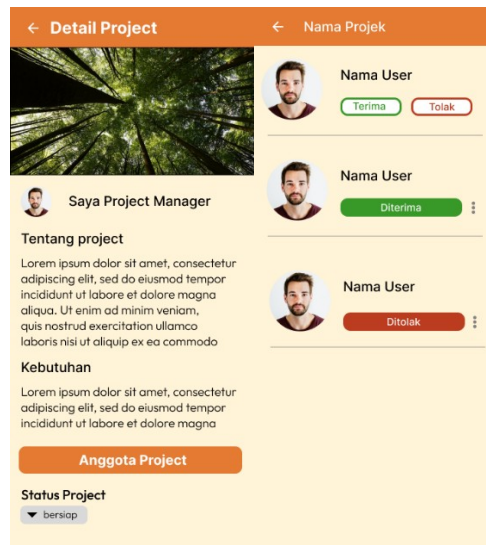 Detail Project
Saya Project Manager
Tentang project
Lorem ipsum dolor sit amet, consectetur
adipiscing elit, sed do eiusmod tempor
incididunt ut labore et dolore magna
aliqua. Ut enim ad minim veniam,
quis nostrud exercitation ullamco
laboris nisi ut aliquip ex ea commodo
Kebutuhan
Lorem ipsum dolor sit amet, consectetur
adipiscing elit, sed do eiusmod tempor
incididunt ut labore et dolore magna
Anggota Project
Status Project
bersiap
Nama Projek
Nama User
Terima Tolak
Nama User
Diterima
Nama User
Ditolak